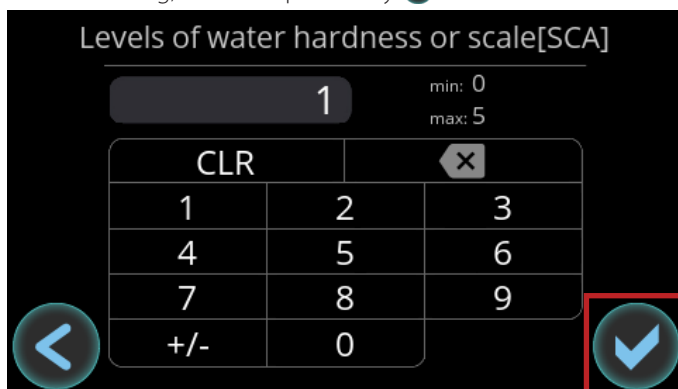 Levels of water hardness or scale[SCA]
1
min: 0
max: 5
CLR
1 2 3
4 5 6
7 8 9
+/- 0